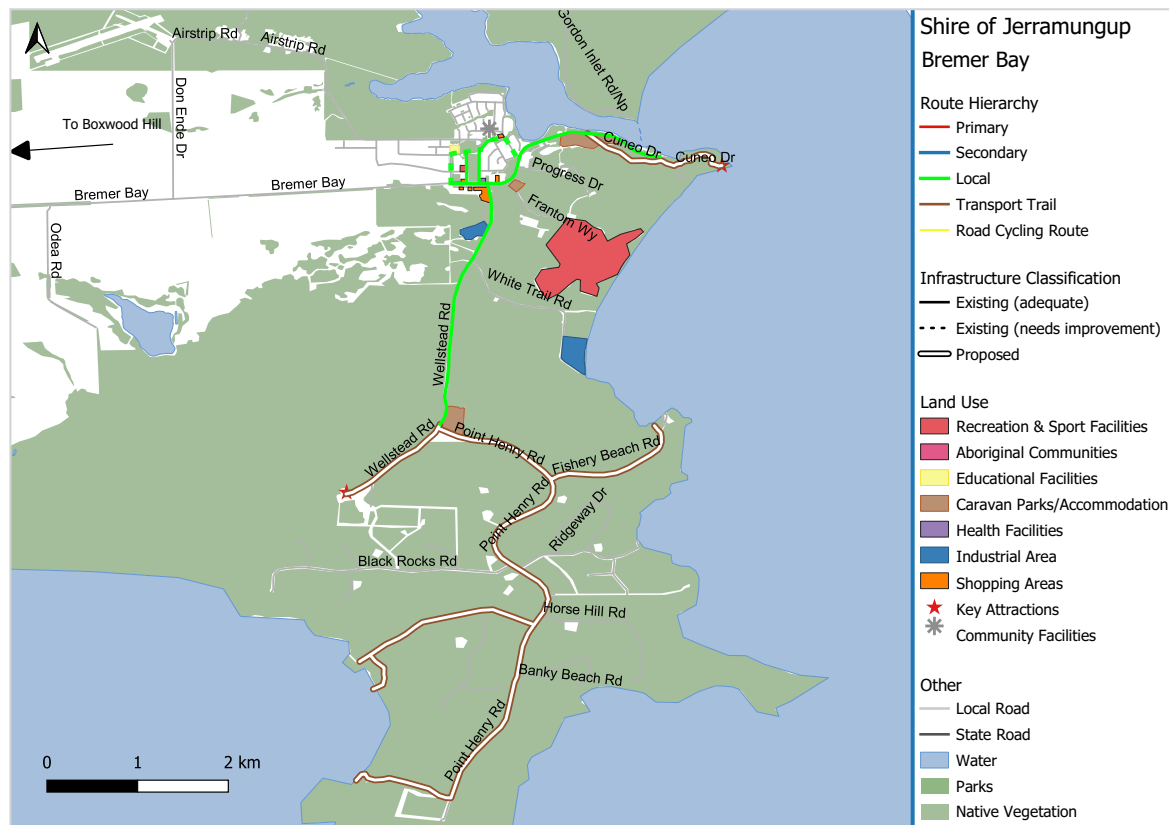 Airstrip Rd
Airstrip Rd
Gordon Inlet Rd/Np
Don Ende Dr
To Boxwood Hill
Cuneo Dr
Cuneo Dr
Progress Dr
Bremer Bay
Bremer Bay
Frantom Wy
Odea Rd
White Trail Rd
Wellstead Rd
Wellstead Rd
Point Henry Rd
Fishery Beach Rd
Point Henry Rd
Ridgeway Dr
Black Rocks Rd
Horse Hill Rd
Banky Beach Rd
Point Henry Rd
0 1 2 km
Shire of Jerramungup
Bremer Bay
Route Hierarchy
Primary
Secondary
Local
Transport Trail
Road Cycling Route
Infrastructure Classification
Existing (adequate)
Existing (needs improvement)
Proposed
Land Use
Recreation & Sport Facilities
Aboriginal Communities
Educational Facilities
Caravan Parks/Accommodation
Health Facilities
Industrial Area
Shopping Areas
Key Attractions
Community Facilities
Other
Local Road
State Road
Water
Parks
Native Vegetation